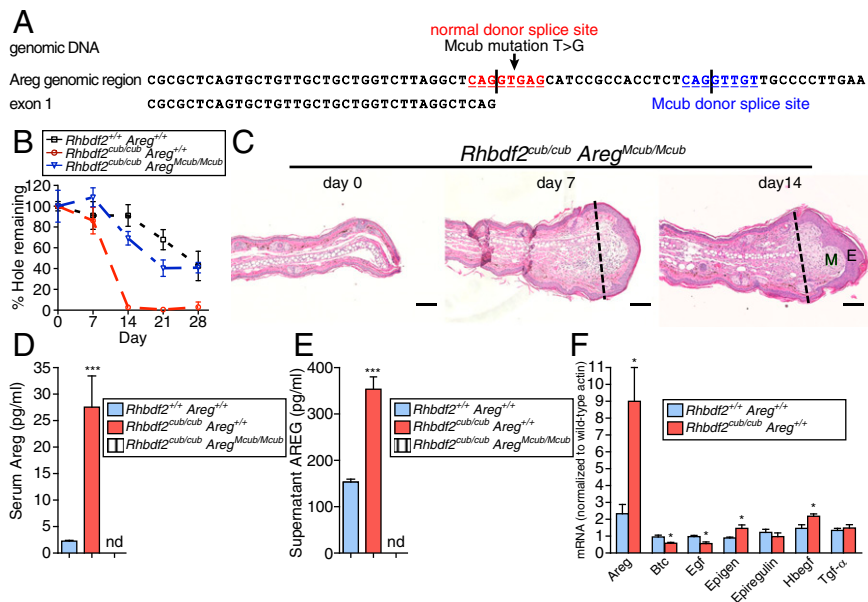 A
normal donor splice site
genomic DNA
Mcub mutation T>G
Areg genomic region CGCGCTCAGTGCTGTTGCTGCTGGTCTTAGGCTCAGGTGAGCATCCGCCACCTCTCAGGTTGTTGCCCCTTGAA
exon 1 CGCGCTCAGTGCTGTTGCTGCTGGTCTTAGGCTCAG
Mcub donor splice site
B
Rhbdf2+/+ Areg+/+
Rhbdf2cub/cub Areg+/+
Rhbdf2cub/cub AregMcub/Mcub
% Hole remaining
120
100
80
60
40
20
0
0 7 14 21 28
Day
C
Rhbdf2cub/cub AregMcub/Mcub
day 0 day 7 day14
M E
D
Serum Areg (pg/ml)
35
30
25
20
15
10
5
0
***
nd
Rhbdf2+/+ Areg+/+
Rhbdf2cub/cub Areg+/+
Rhbdf2cub/cub AregMcub/Mcub
E
Supernatant AREG (pg/ml)
400
300
200
100
0
***
nd
Rhbdf2+/+ Areg+/+
Rhbdf2cub/cub Areg+/+
Rhbdf2cub/cub AregMcub/Mcub
F
mRNA (normalized to wild-type actin)
11
10
9
8
7
6
5
4
3
2
1
0
* * * * *
Rhbdf2+/+ Areg+/+
Rhbdf2cub/cub Areg+/+
Areg Btc Egf Epigen Epiregulin Hbegf Tgf-α